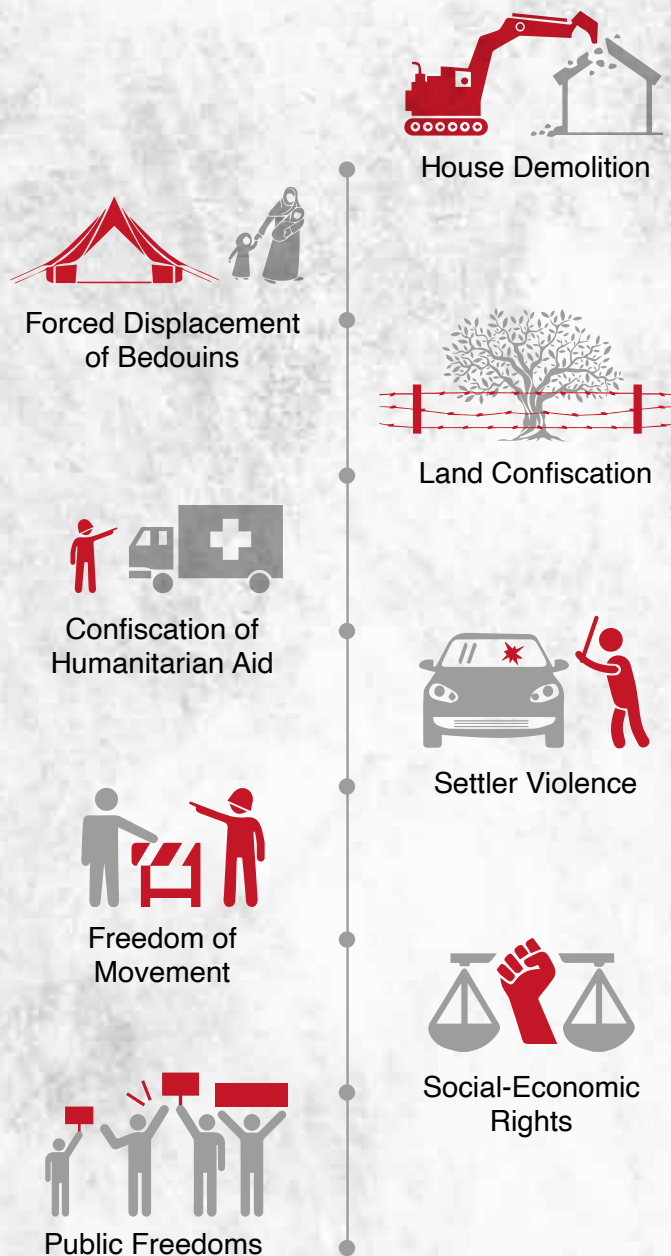 House Demolition
Forced Displacement
of Bedouins
Land Confiscation
Confiscation of
Humanitarian Aid
Settler Violence
Freedom of
Movement
Social-Economic
Rights
Public Freedoms